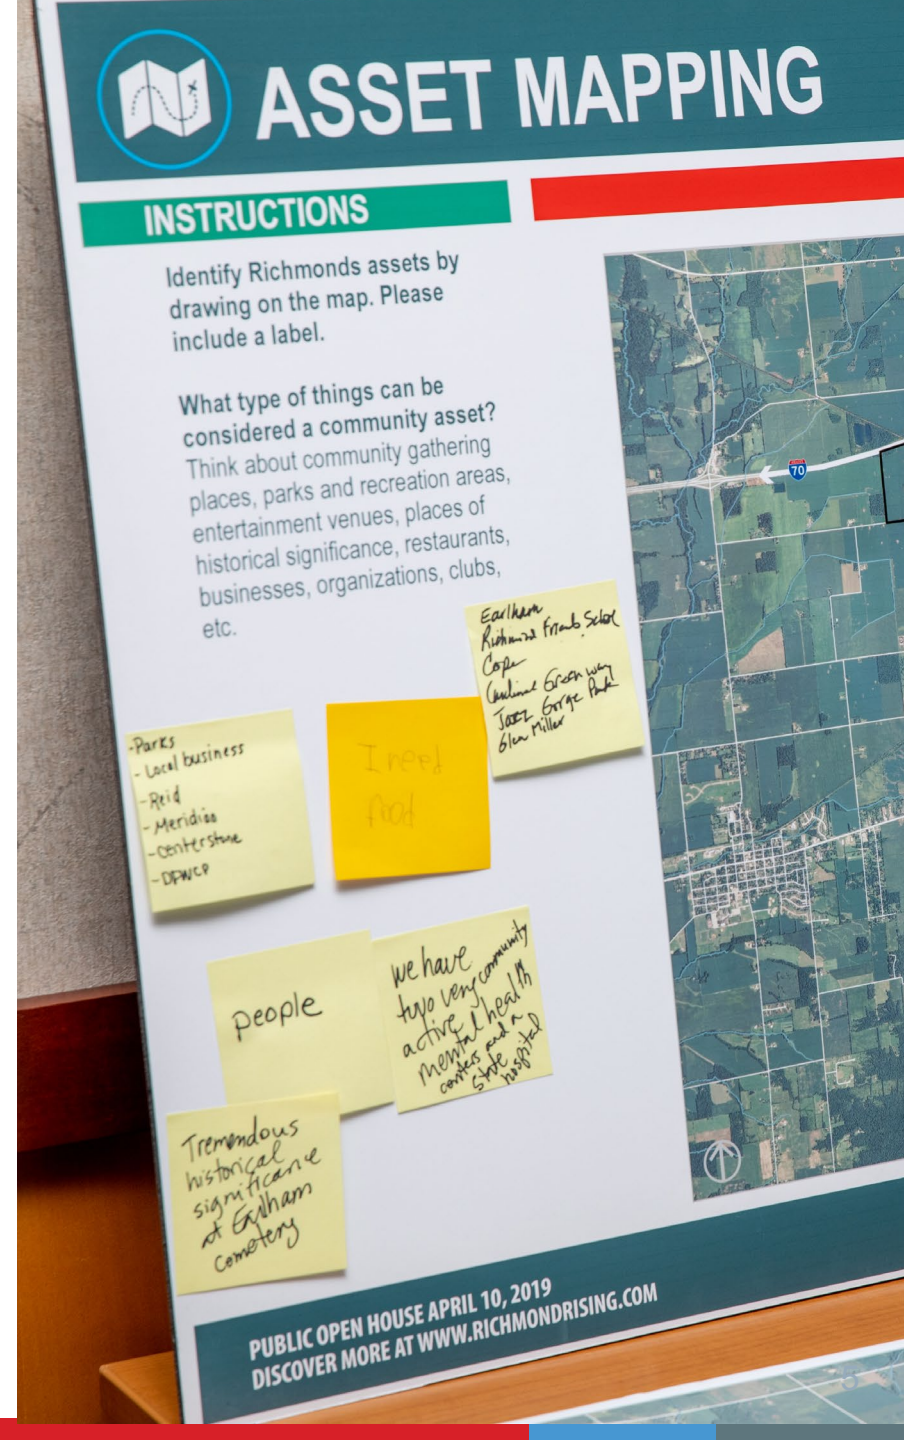 ASSET MAPPING
INSTRUCTIONS
Identify Richmonds assets by
drawing on the map. Please
include a label.
What type of things can be
considered a community asset?
Think about community gathering
places, parks and recreation areas,
entertainment venues, places of
historical significance, restaurants,
businesses, organizations, clubs,
etc.
Earlham
Richmond Friends School
Cope
Cardinal Greenway
Jazz Gorge Park
Glen Miller
-Parks
- Local business
-Reid
-Meridian
-Centerstone
-DPWCP
I need
food
people
we have
two very community
active
mental health
centers and a
state hospital
Tremendous
historical
significance
at Earlham
cemetery
70
PUBLIC OPEN HOUSE APRIL 10, 2019
DISCOVER MORE AT WWW.RICHMONDRISING.COM